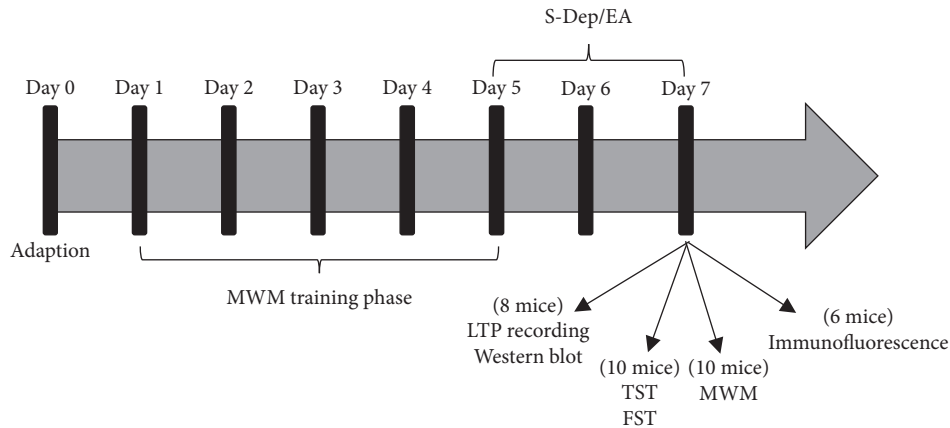 S-Dep/EA
Day 0 Day 1 Day 2 Day 3 Day 4 Day 5 Day 6 Day 7
Adaption
MWM training phase
(8 mice)
LTP recording
Western blot
(10 mice)
TST
FST
(10 mice)
MWM
(6 mice)
Immunofluorescence